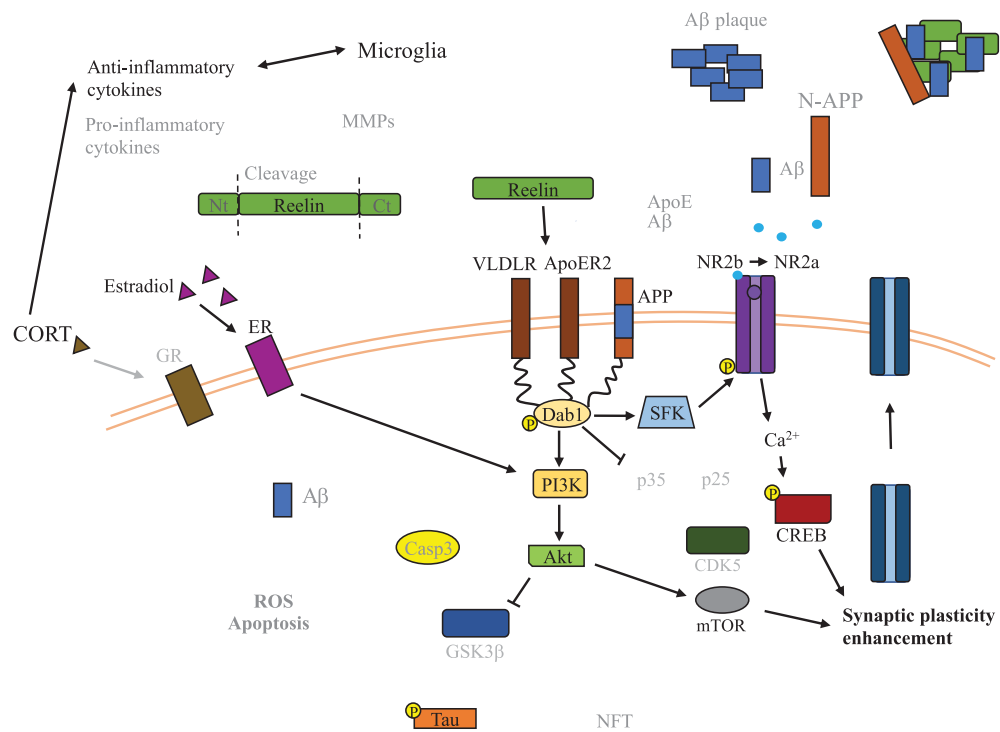 Aβ plaque
Microglia
Anti-inflammatory
cytokines
N-APP
Pro-inflammatory
cytokines
MMPs
Cleavage
Aβ
Nt
Reelin
Ct
Reelin
ApoE
Aβ
VLDLR
ApoER2
NR2b
NR2a
Estradiol
APP
ER
CORT
GR
P
Dab1
P
SFK
Ca²⁺
PI3K
p35
p25
P
Aβ
CREB
Casp3
Akt
CDK5
ROS
Apoptosis
mTOR
Synaptic plasticity
enhancement
GSK3β
P
Tau
NFT